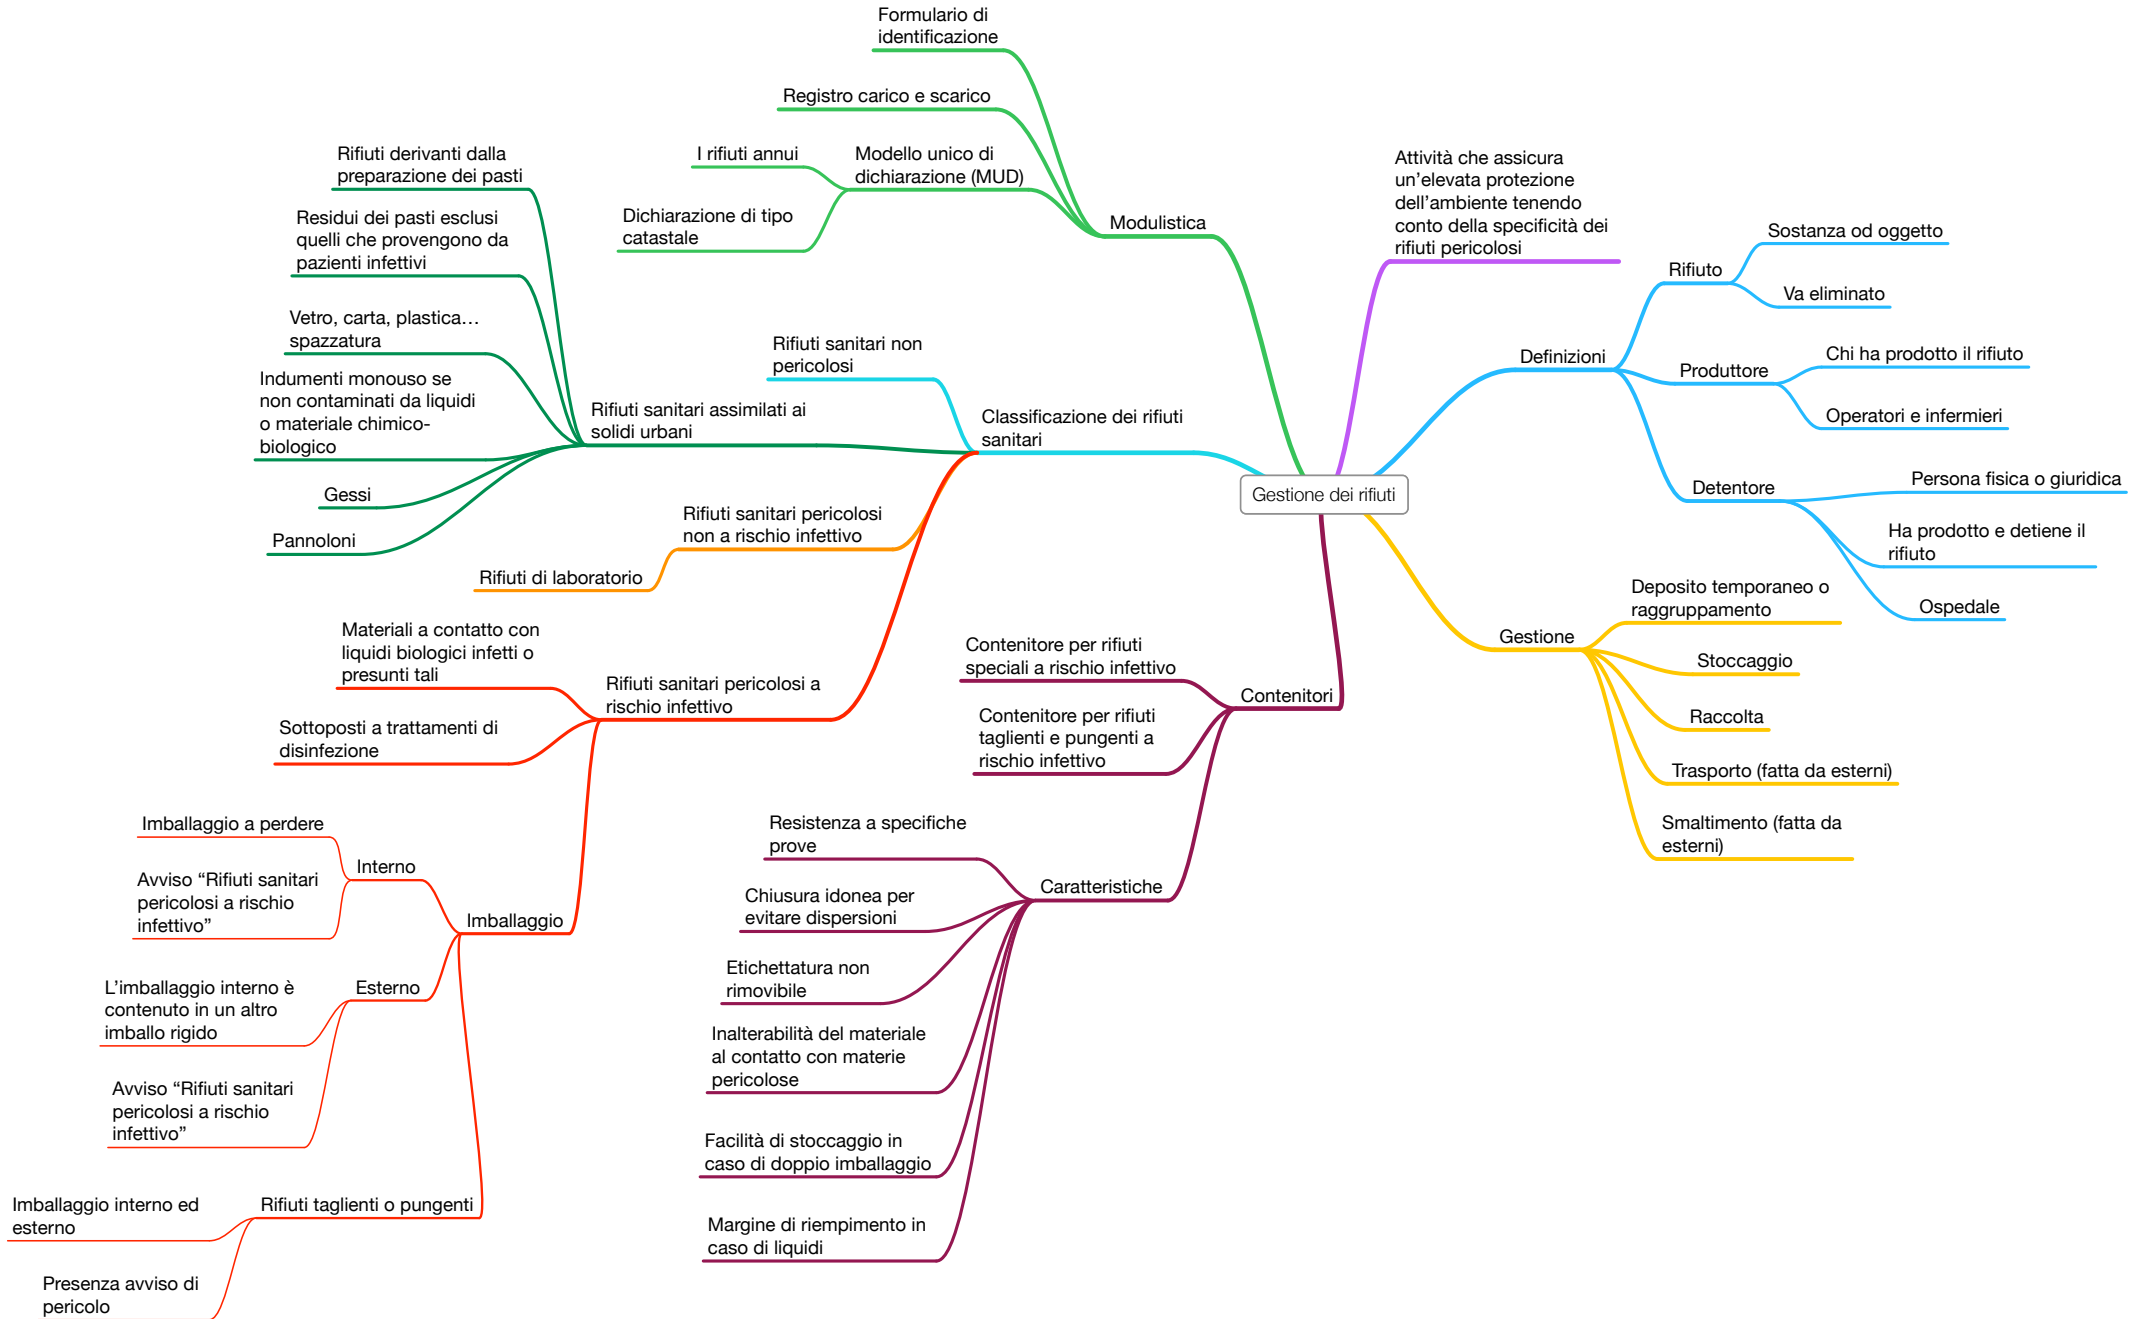 Formulario di
identificazione
Registro carico e scarico
I rifiuti annui
Modello unico di
dichiarazione (MUD)
Dichiarazione di tipo
catastale
Modulistica
Rifiuti derivanti dalla
preparazione dei pasti
Residui dei pasti esclusi
quelli che provengono da
pazienti infettivi
Vetro, carta, plastica…
spazzatura
Indumenti monouso se
non contaminati da liquidi
o materiale chimico-
biologico
Gessi
Pannoloni
Rifiuti sanitari non
pericolosi
Rifiuti sanitari assimilati ai
solidi urbani
Classificazione dei rifiuti
sanitari
Rifiuti sanitari pericolosi
non a rischio infettivo
Rifiuti di laboratorio
Materiali a contatto con
liquidi biologici infetti o
presunti tali
Sottoposti a trattamenti di
disinfezione
Rifiuti sanitari pericolosi a
rischio infettivo
Imballaggio a perdere
Avviso “Rifiuti sanitari
pericolosi a rischio
infettivo”
Interno
Imballaggio
L’imballaggio interno è
contenuto in un altro
imballo rigido
Esterno
Avviso “Rifiuti sanitari
pericolosi a rischio
infettivo”
Imballaggio interno ed
esterno
Rifiuti taglienti o pungenti
Presenza avviso di
pericolo
Gestione dei rifiuti
Attività che assicura
un’elevata protezione
dell’ambiente tenendo
conto della specificità dei
rifiuti pericolosi
Definizioni
Rifiuto
Sostanza od oggetto
Va eliminato
Produttore
Chi ha prodotto il rifiuto
Operatori e infermieri
Detentore
Persona fisica o giuridica
Ha prodotto e detiene il
rifiuto
Ospedale
Gestione
Deposito temporaneo o
raggruppamento
Stoccaggio
Raccolta
Trasporto (fatta da esterni)
Smaltimento (fatta da
esterni)
Contenitore per rifiuti
speciali a rischio infettivo
Contenitori
Contenitore per rifiuti
taglienti e pungenti a
rischio infettivo
Resistenza a specifiche
prove
Caratteristiche
Chiusura idonea per
evitare dispersioni
Etichettatura non
rimovibile
Inalterabilità del materiale
al contatto con materie
pericolose
Facilità di stoccaggio in
caso di doppio imballaggio
Margine di riempimento in
caso di liquidi